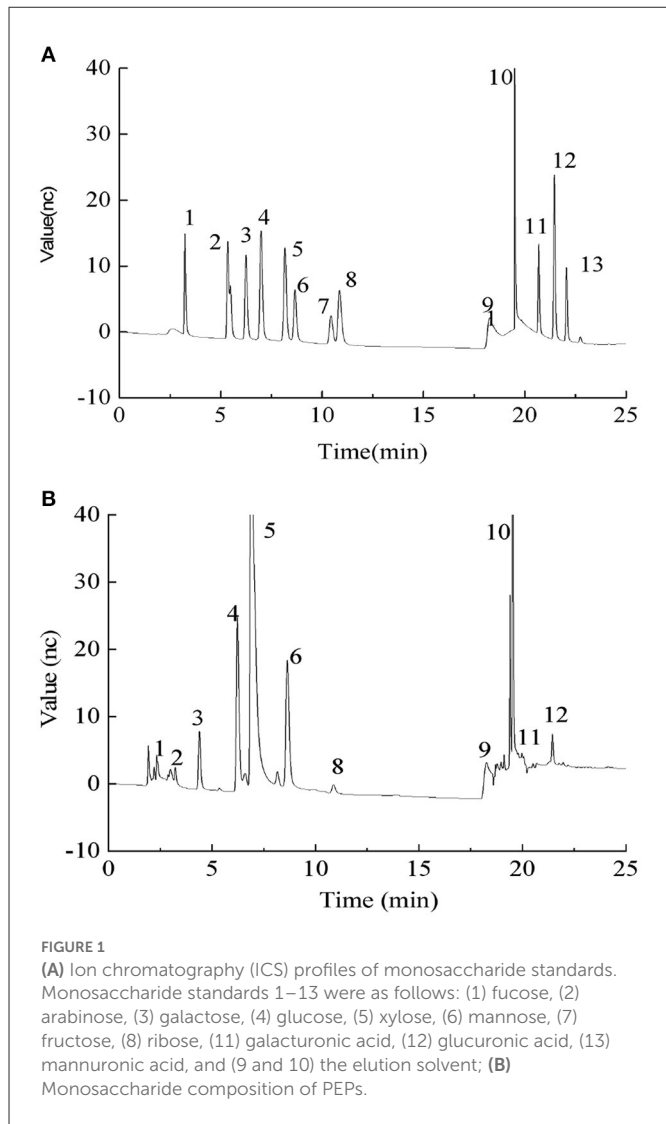 A
40
30
20
10
0
-10
Value(nc)
1
2
3
4
5
6
7
8
9
10
11
12
13
0 5 10 15 20 25
Time(min)
B
40
30
20
10
0
-10
Value (nc)
1
2
3
4
5
6
8
9
10
11
12
0 5 10 15 20 25
Time (min)
FIGURE 1
(A) Ion chromatography (ICS) profiles of monosaccharide standards.
Monosaccharide standards 1–13 were as follows: (1) fucose, (2)
arabinose, (3) galactose, (4) glucose, (5) xylose, (6) mannose, (7)
fructose, (8) ribose, (11) galacturonic acid, (12) glucuronic acid, (13)
mannuronic acid, and (9 and 10) the elution solvent; (B)
Monosaccharide composition of PEPs.